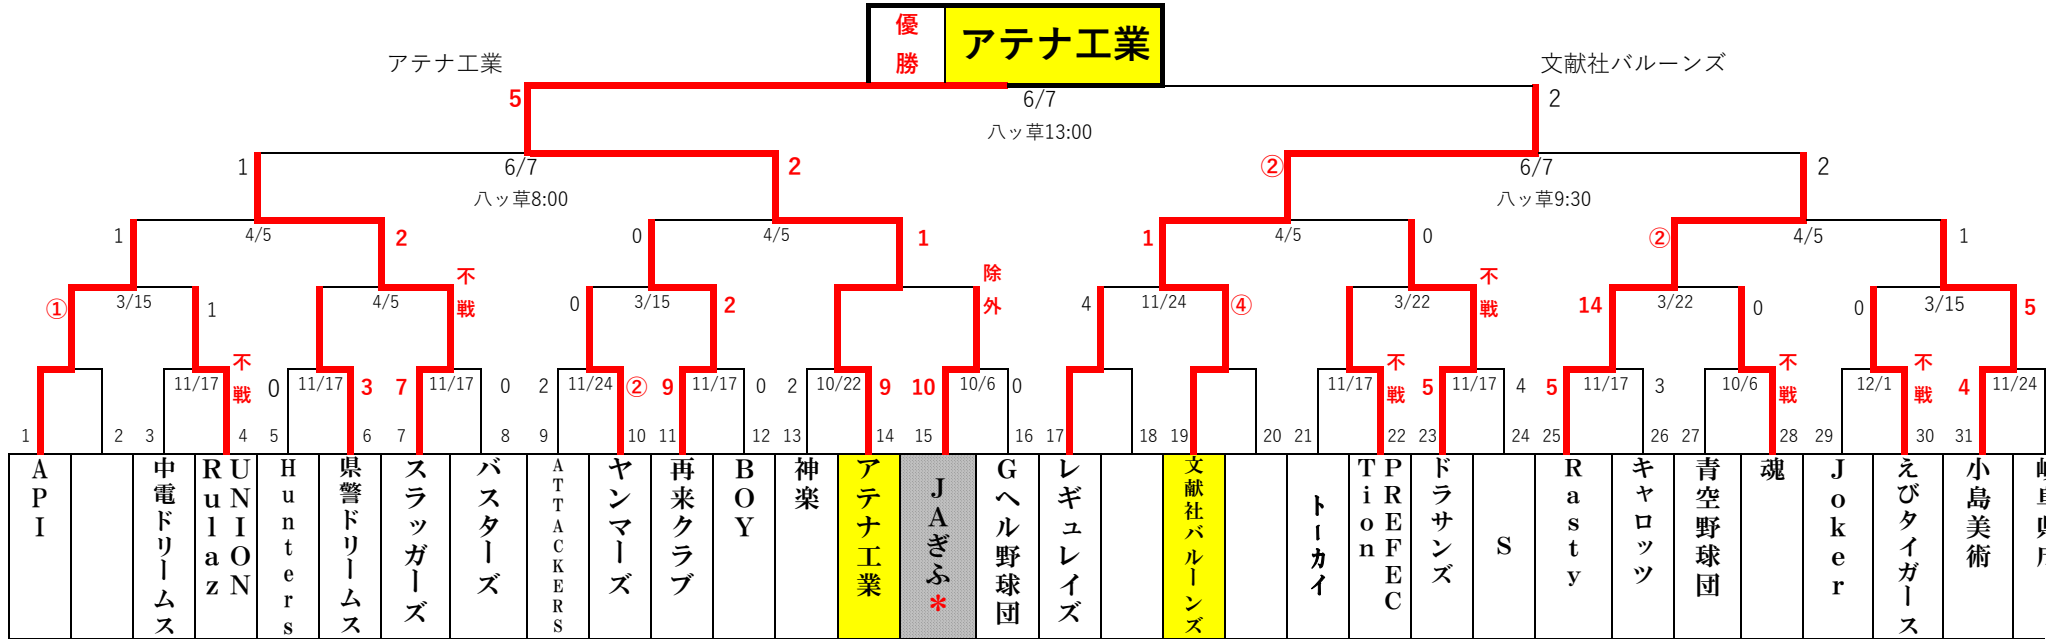 優勝
アテナ工業
アテナ工業
文献社バルーンズ
5
6/7
2
八ッ草13:00
1
6/7
2
②
6/7
2
八ッ草8:00
八ッ草9:30
1
4/5
2
0
4/5
1
1
4/5
0
②
4/5
1
①
3/15
1
4/5
不戦
0
3/15
2
除外
4
11/24
④
3/22
不戦
14
3/22
0
0
3/15
5
11/17
不戦
0
11/17
3
7
11/17
0
2
11/24
②
9
11/17
0
2
10/22
9
10
10/6
0
11/17
不戦
5
11/17
4
5
11/17
3
10/6
不戦
12/1
不戦
4
11/24
1
2
3
4
5
6
7
8
9
10
11
12
13
14
15
16
17
18
19
20
21
22
23
24
25
26
27
28
29
30
31
API
中電ドリームス
UNION
Rulaz
Hunters
県警ドリームス
スラッガーズ
バスターズ
ATTACKERS
ヤンマーズ
再来クラブ
BOY
神楽
アテナ工業
JAぎふ*
Gヘル野球団
レギュレイズ
文献社バルーンズ
トーカイ
PREFEC
Tion
ドラサンズ
S
Rasty
キャロッツ
青空野球団
魂
Joker
えびタイガース
小島美術